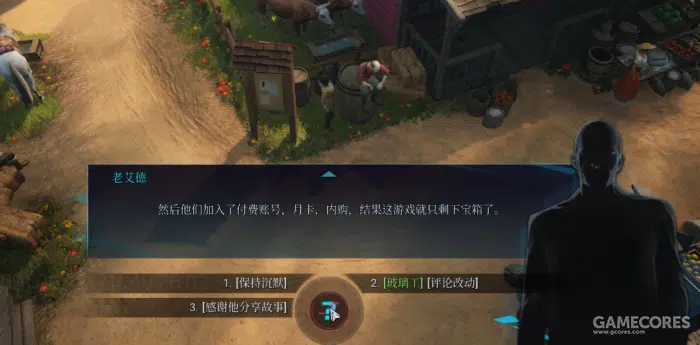 老艾德
然后他们加入了付费账号，月卡，内购，结果这游戏就只剩下宝箱了。
1. [保持沉默]
2. [玻璃工] [评论改动]
3. [感谢他分享故事]
GAMECORES
www.gcores.com